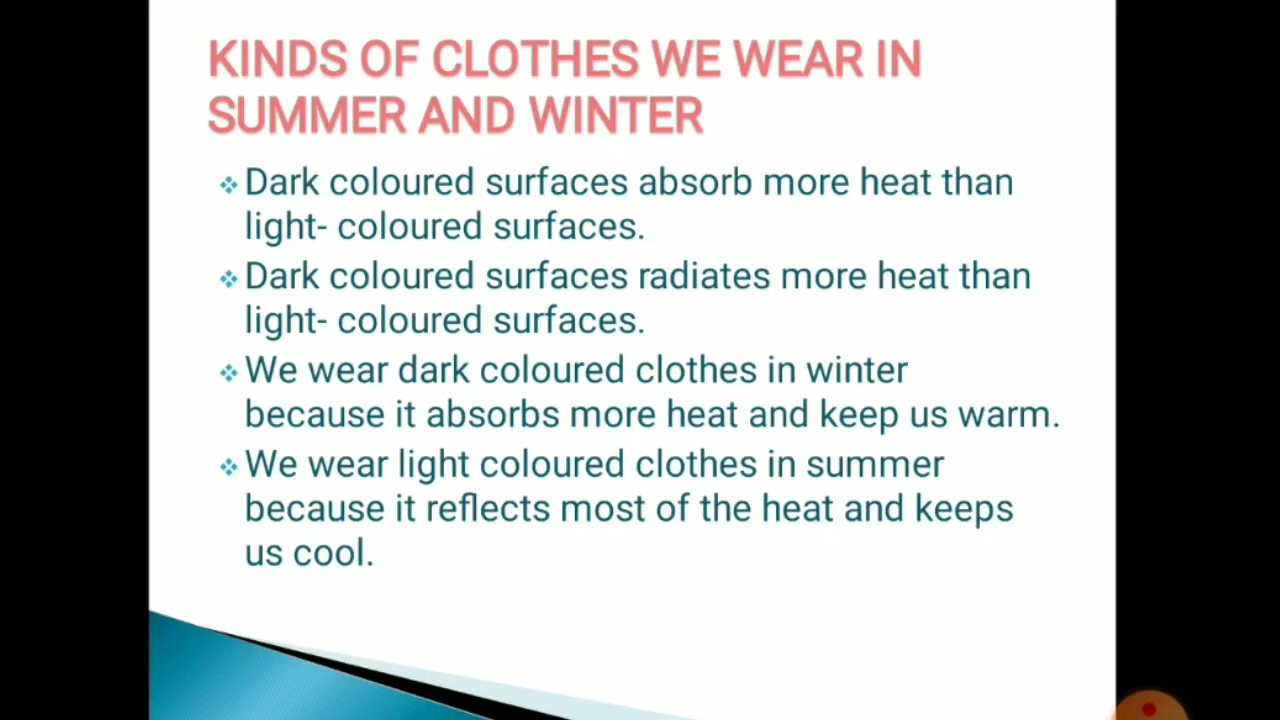 KINDS OF CLOTHES WE WEAR IN
SUMMER AND WINTER
Dark coloured surfaces absorb more heat than
light- coloured surfaces.
Dark coloured surfaces radiates more heat than
light- coloured surfaces.
We wear dark coloured clothes in winter
because it absorbs more heat and keep us warm.
We wear light coloured clothes in summer
because it reflects most of the heat and keeps
us cool.